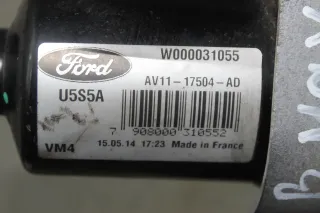 Ford
W000031055
AV11-17504-AD
U5S5A
7 908000 310552
VM4
15.05.14 17:23 Made in France